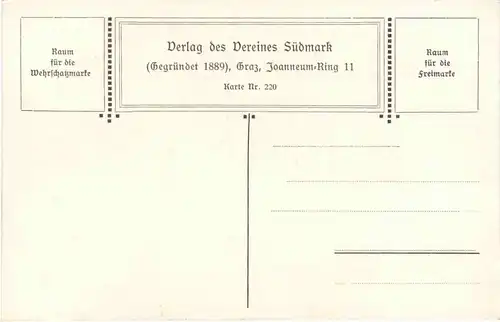 Raum
für die
Wehrschatzmarke
Verlag des Vereines Südmark
(Gegründet 1889), Graz, Joanneum-Ring 11
Karte Nr. 220
Raum
für die
Freimarke